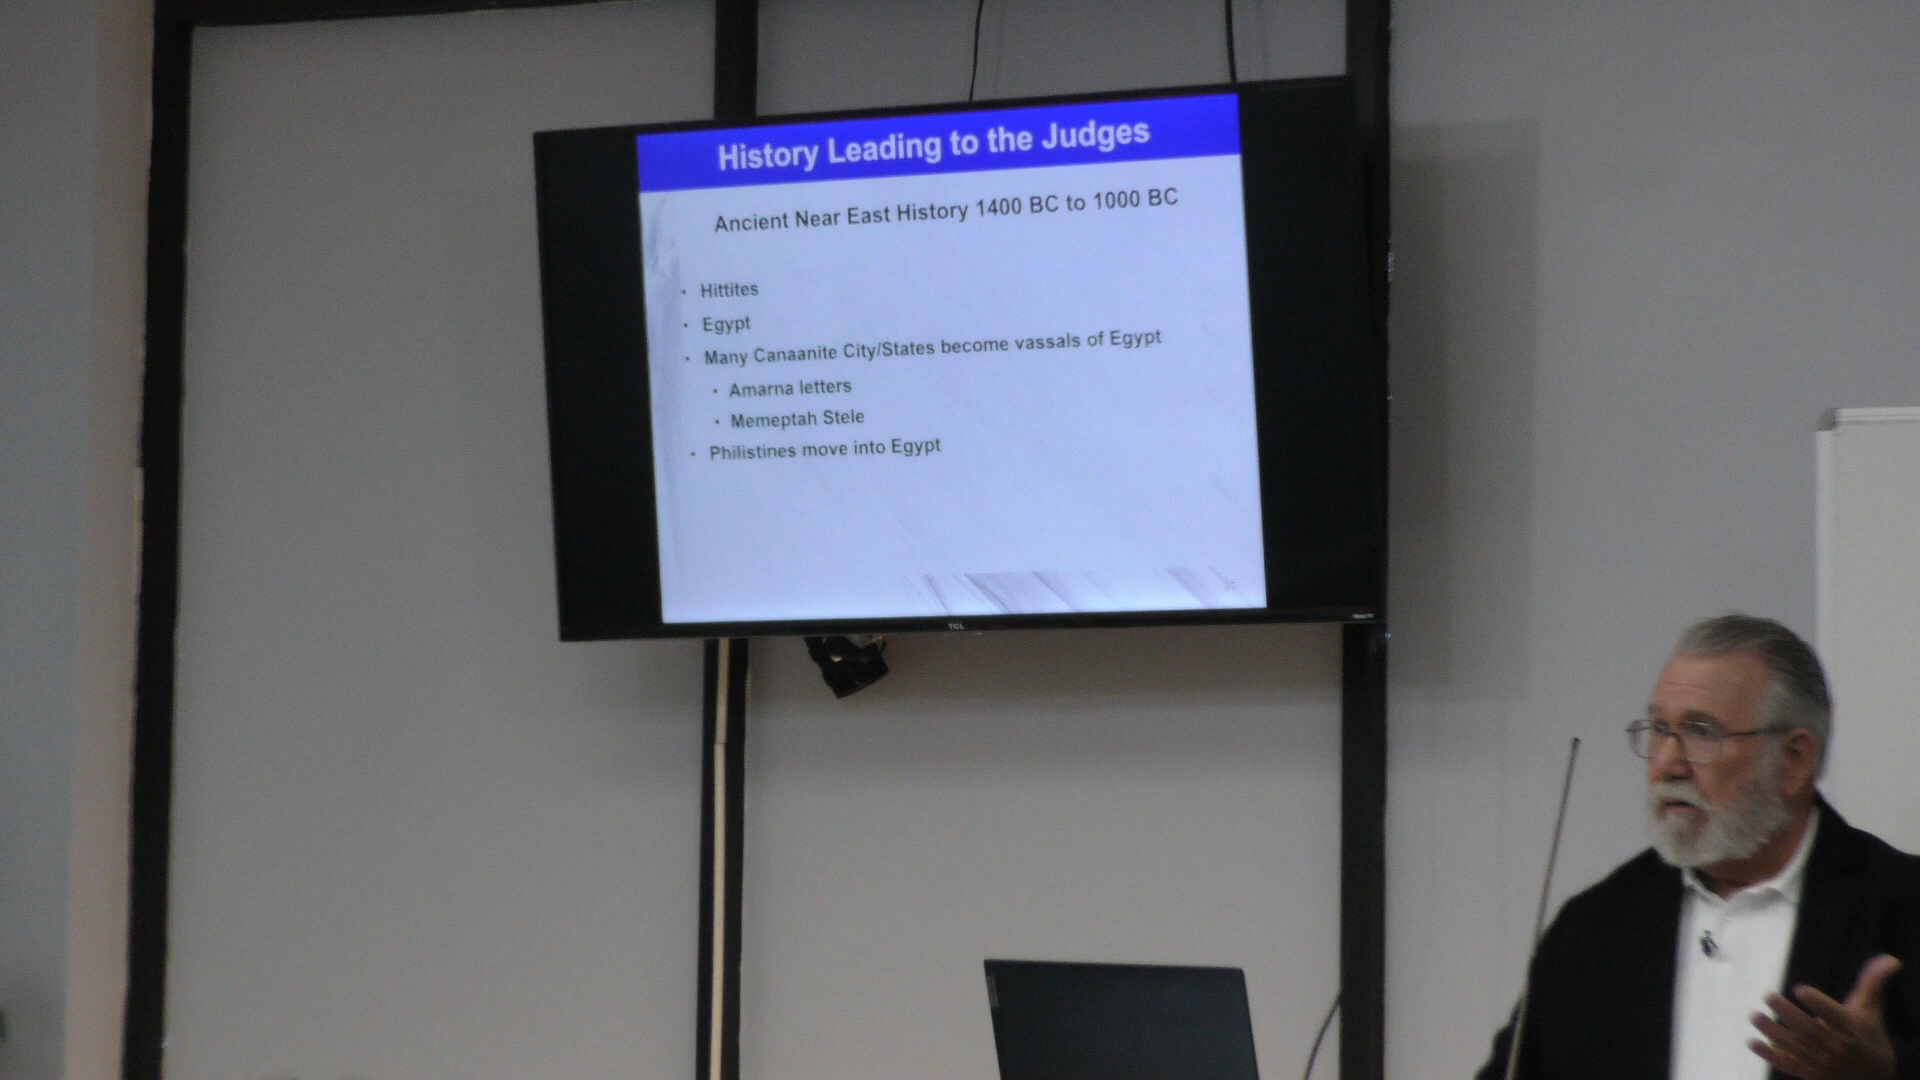 History Leading to the Judges
Ancient Near East History 1400 BC to 1000 BC
• Hittites
• Egypt
• Many Canaanite City/States become vassals of Egypt
• Amarna letters
• Memeptah Stele
• Philistines move into Egypt
TCL